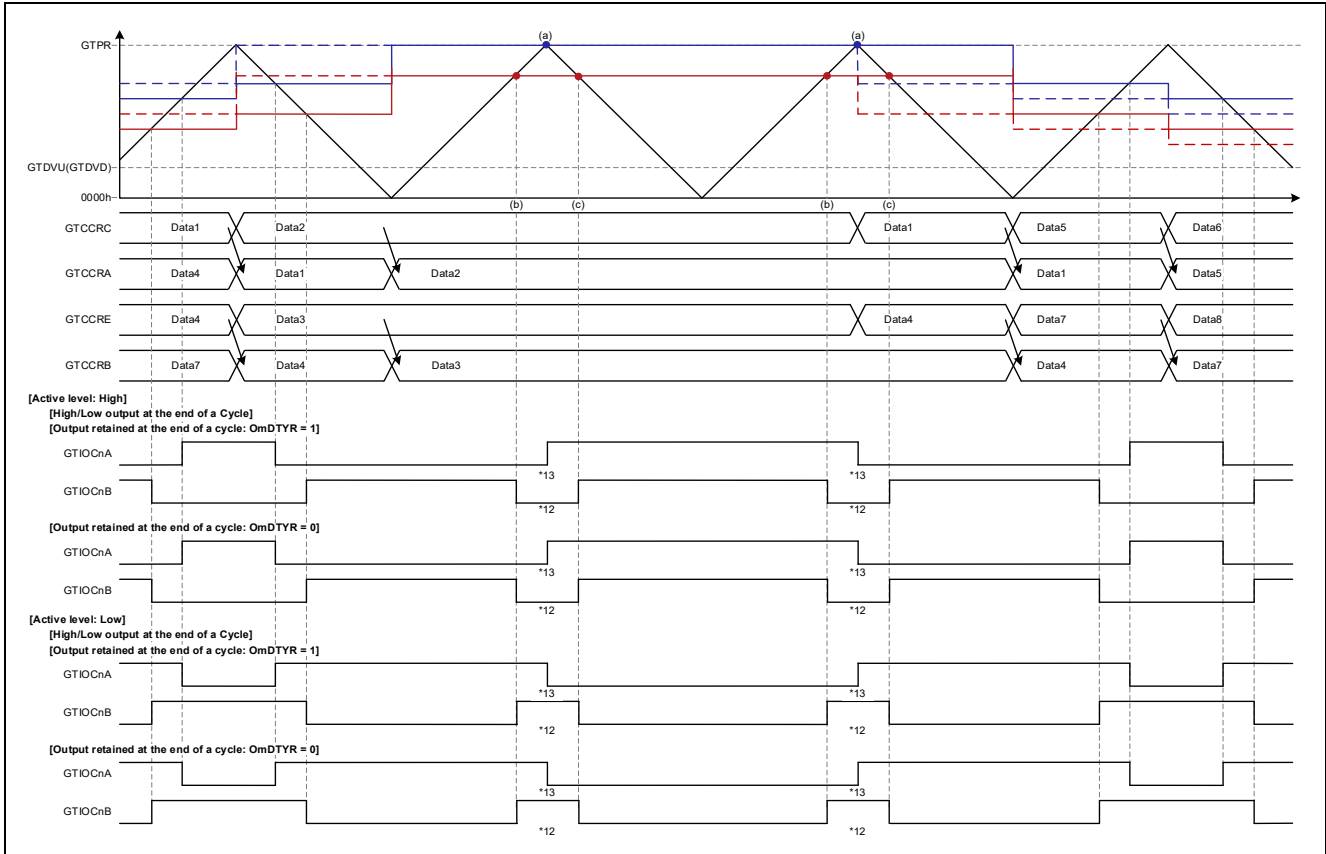 (a) (a)
GTPR
GTDVU(GTDVD)
0000h
(b) (c) (b) (c)
GTCCRC Data1 Data2 Data1 Data5 Data6
GTCCRA Data4 Data1 Data2 Data1 Data5
GTCCRE Data4 Data3 Data4 Data7 Data8
GTCCRB Data7 Data4 Data3 Data4 Data7
[Active level: High]
[High/Low output at the end of a Cycle]
[Output retained at the end of a cycle: OmDTYR = 1]
GTIOCnA
*13 *13
GTIOCnB
*12 *12
[Output retained at the end of a cycle: OmDTYR = 0]
GTIOCnA
*13 *13
GTIOCnB
*12 *12
[Active level: Low]
[High/Low output at the end of a Cycle]
[Output retained at the end of a cycle: OmDTYR = 1]
GTIOCnA
*13 *13
GTIOCnB
*12 *12
[Output retained at the end of a cycle: OmDTYR = 0]
GTIOCnA
*13 *13
GTIOCnB
*12 *12